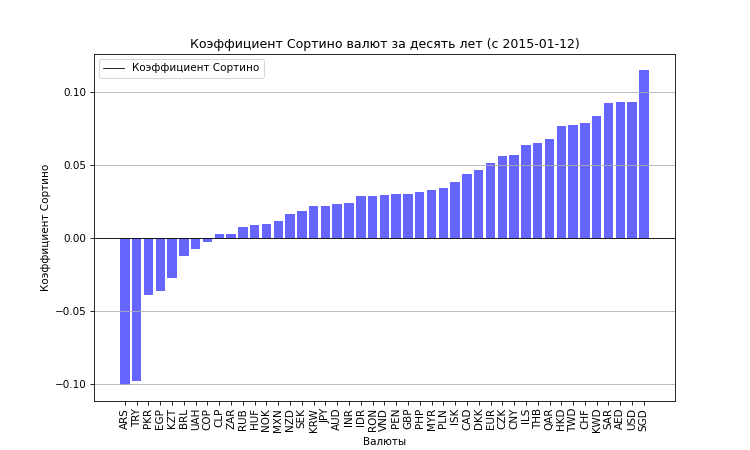 Коэффициент Сортино валют за десять лет (с 2015-01-12)
Коэффициент Сортино
0.10
0.05
0.00
−0.05
−0.10
Коэффициент Сортино
ARS TRY PKR EGP KZT BRL UAH COP CLP ZAR RUB HUF NOK MXN NZD SEK KRW JPY AUD INR IDR RON VND PEN GBP PHP MYR PLN ISK CAD DKK EUR CZK CNY ILS THB QAR HKD TWD CHF KWD SAR AED USD SGD
Валюты